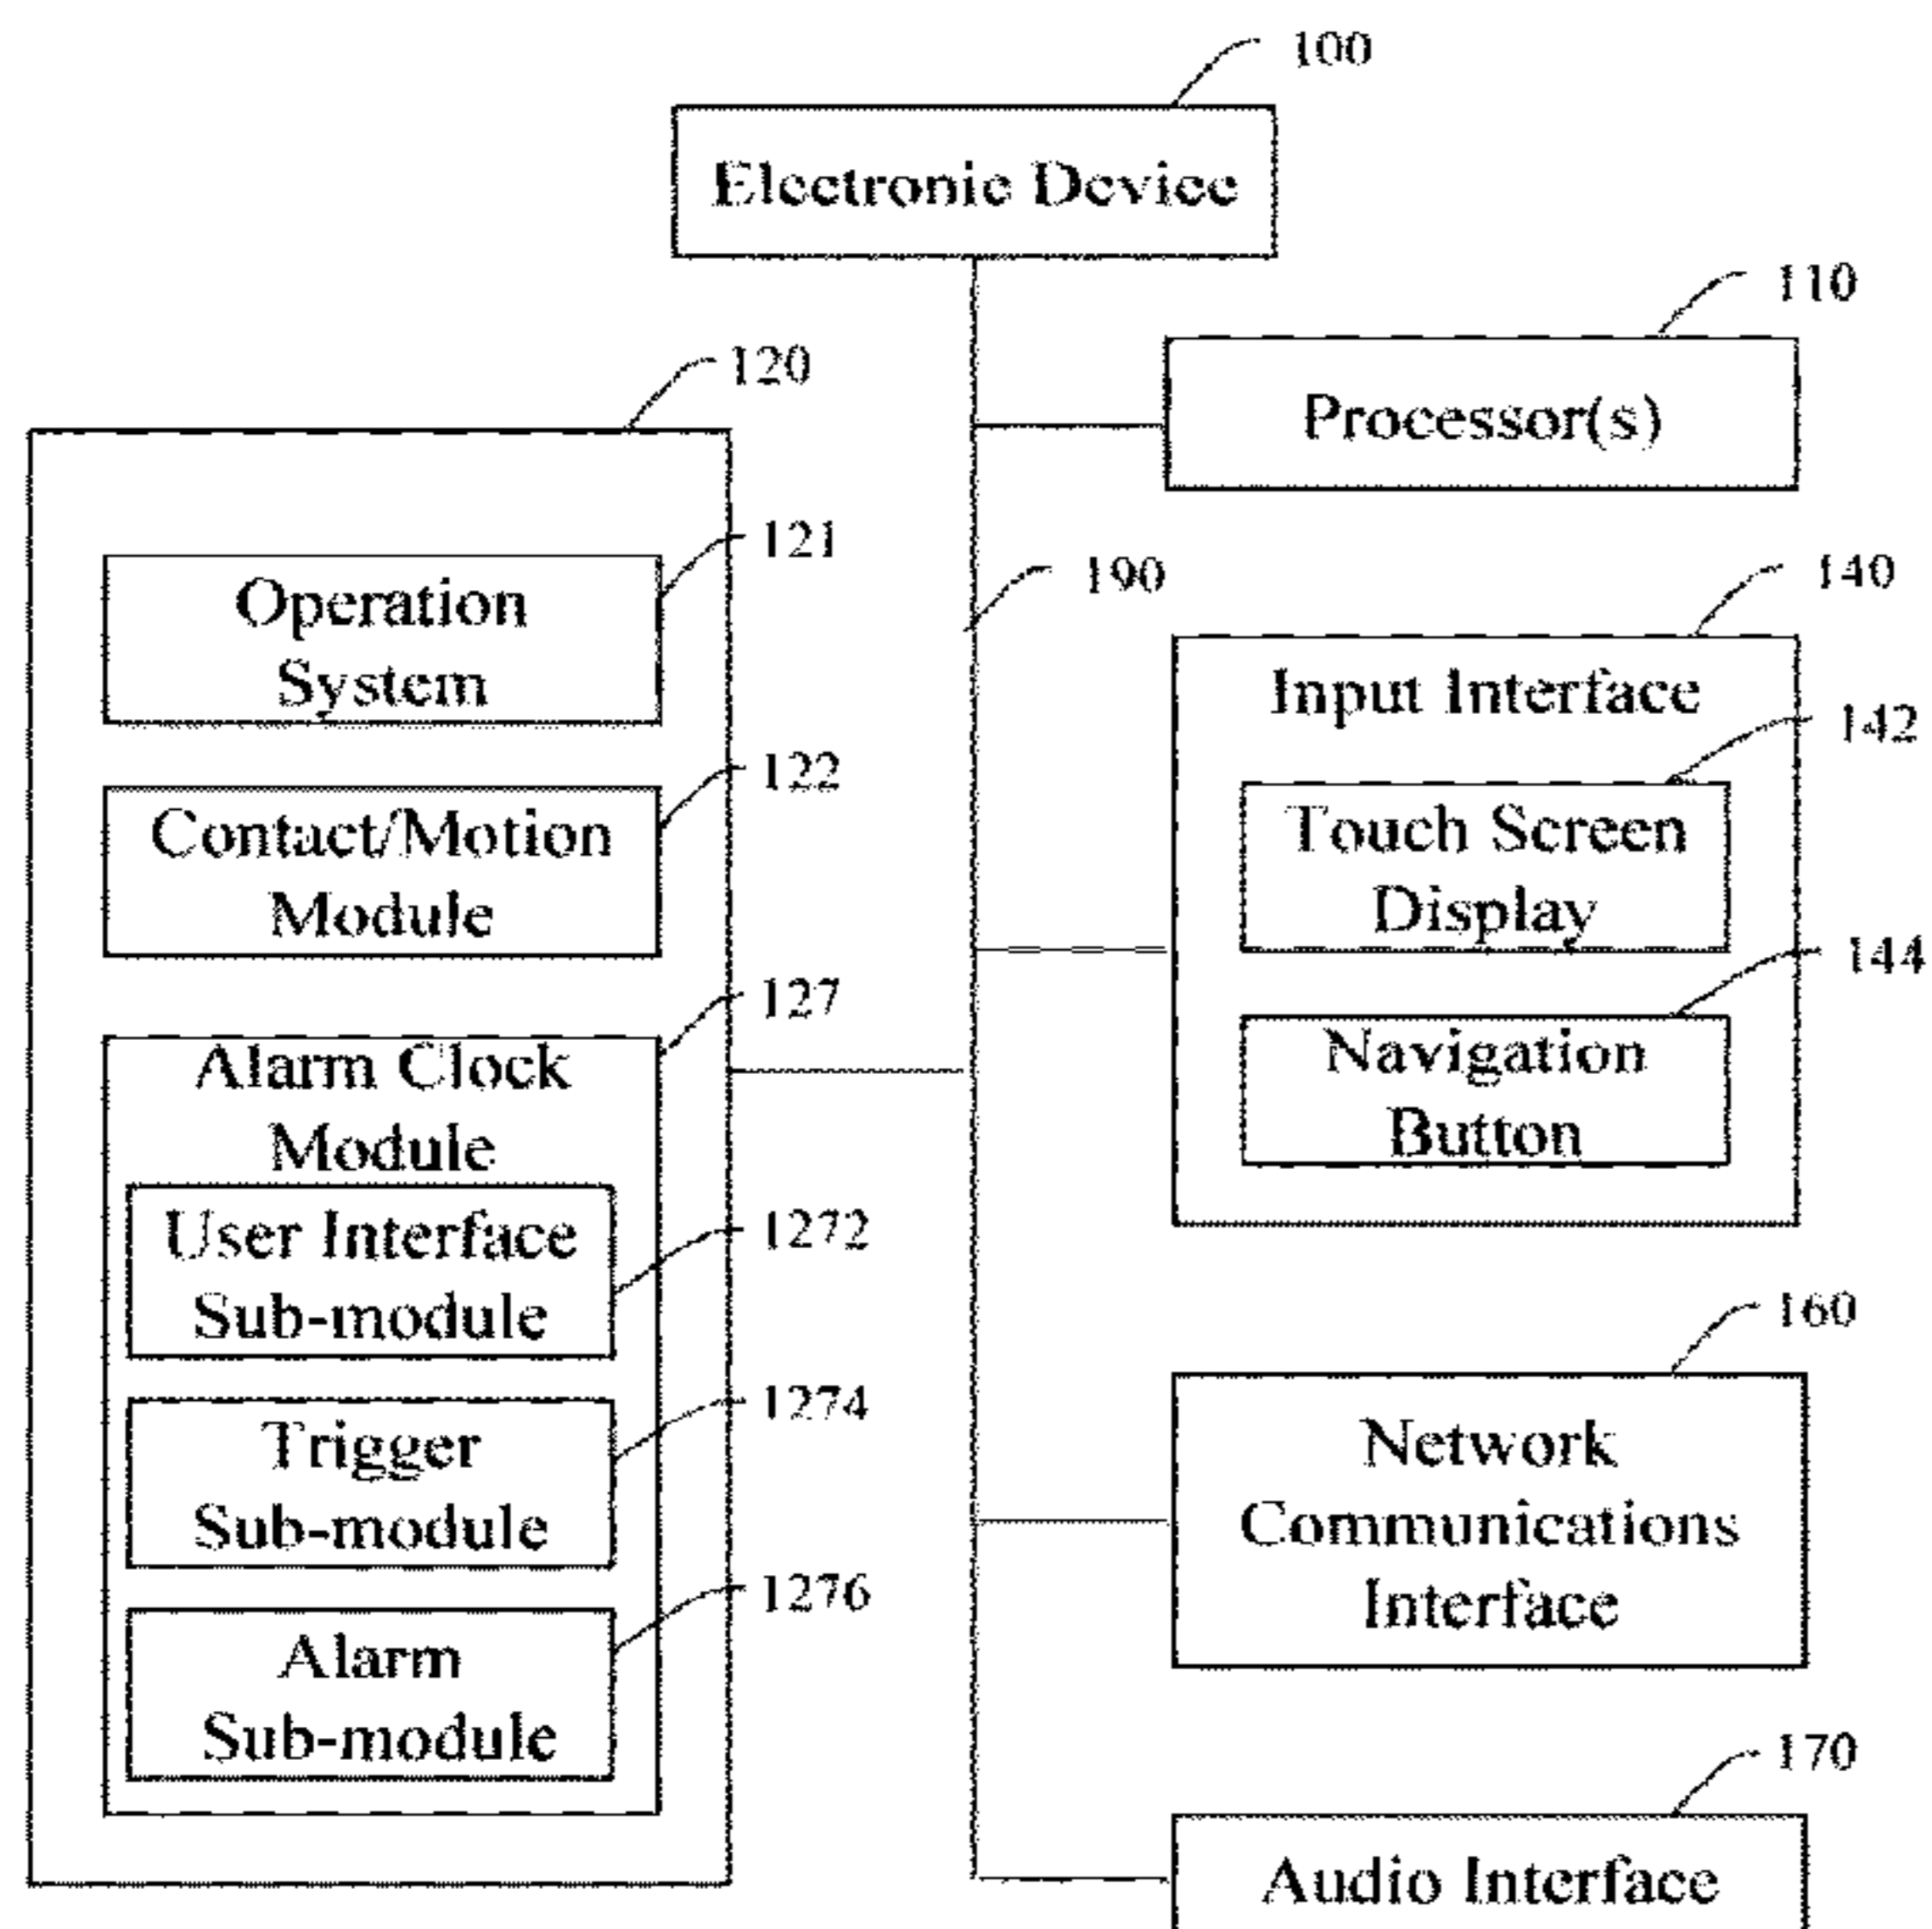 100
Electronic Device
110
Processor(s)
120
121
Operation
System
122
Contact/Motion
Module
127
Alarm Clock
Module
User Interface
Sub-module
1272
Trigger
Sub-module
1274
Alarm
Sub-module
1276
190
140
Input Interface
142
Touch Screen
Display
144
Navigation
Button
160
Network
Communications
Interface
170
Audio Interface